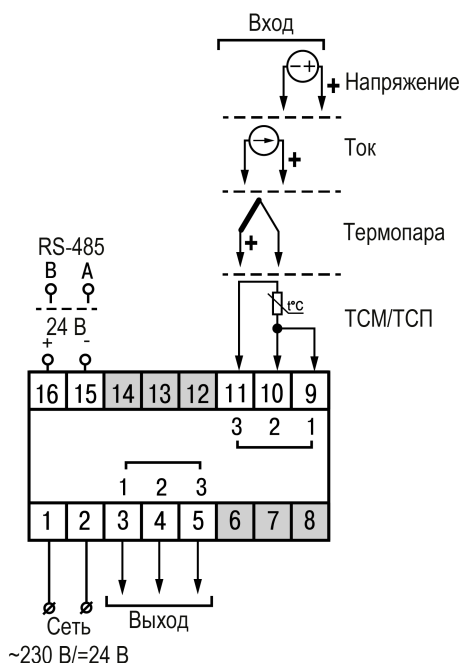 Вход
− +
+ Напряжение
Ток
+
Термопара
+
RS-485
B A
t°C
ТСМ/ТСП
24 В
+ -
16 15 14 13 12 11 10 9
3 2 1
1 2 3
1 2 3 4 5 6 7 8
Сеть
Выход
~230 В/=24 В